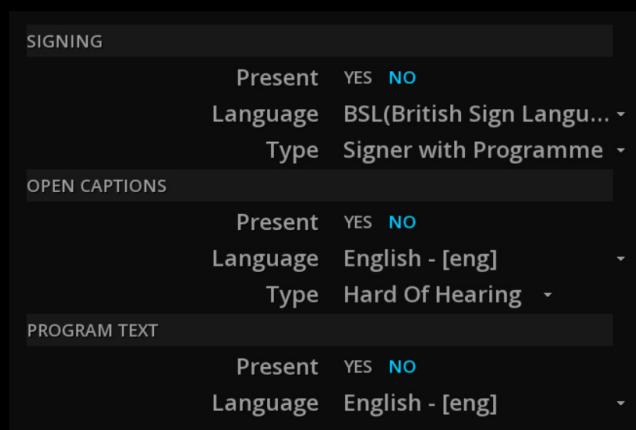 SIGNING
Present YES NO
Language BSL(British Sign Langu...
Type Signer with Programme
OPEN CAPTIONS
Present YES NO
Language English - [eng]
Type Hard Of Hearing
PROGRAM TEXT
Present YES NO
Language English - [eng]